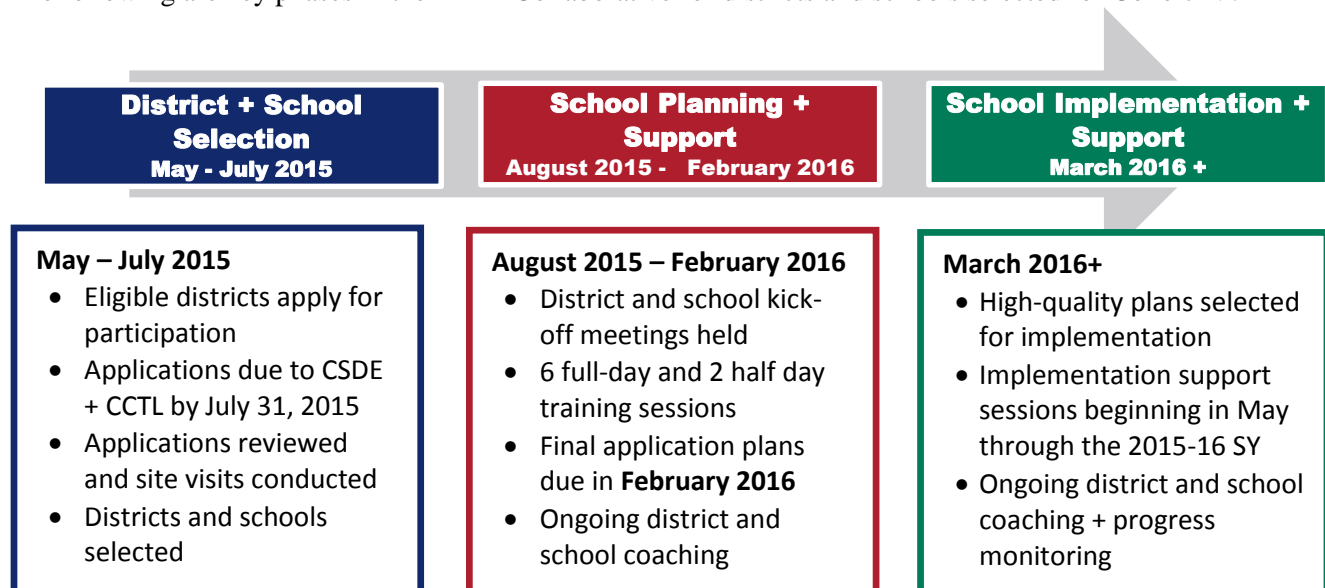 District + School
Selection
May - July 2015
School Planning +
Support
August 2015 - February 2016
School Implementation +
Support
March 2016 +
May – July 2015
• Eligible districts apply for
participation
• Applications due to CSDE
+ CCTL by July 31, 2015
• Applications reviewed
and site visits conducted
• Districts and schools
selected
August 2015 – February 2016
• District and school kick-
off meetings held
• 6 full-day and 2 half day
training sessions
• Final application plans
due in February 2016
• Ongoing district and
school coaching
March 2016+
• High-quality plans selected
for implementation
• Implementation support
sessions beginning in May
through the 2015-16 SY
• Ongoing district and school
coaching + progress
monitoring